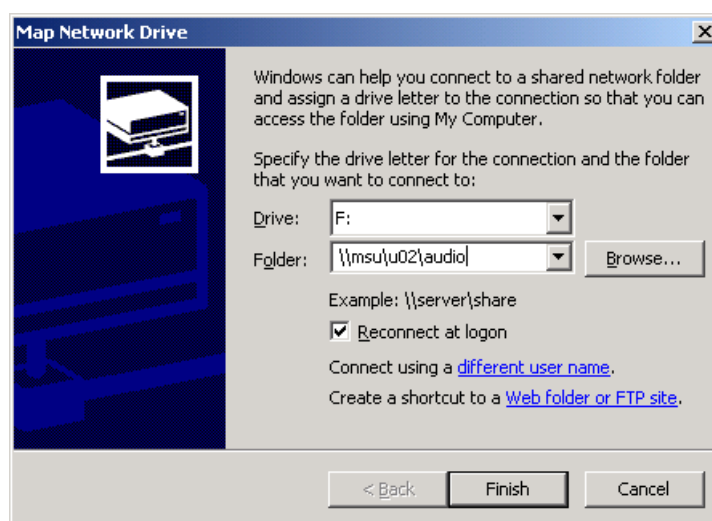 Map Network Drive
Windows can help you connect to a shared network folder
and assign a drive letter to the connection so that you can
access the folder using My Computer.
Specify the drive letter for the connection and the folder
that you want to connect to:
Drive: F:
Folder: \\msu\u02\audio Browse...
Example: \\server\share
Reconnect at logon
Connect using a different user name.
Create a shortcut to a Web folder or FTP site.
< Back Finish Cancel